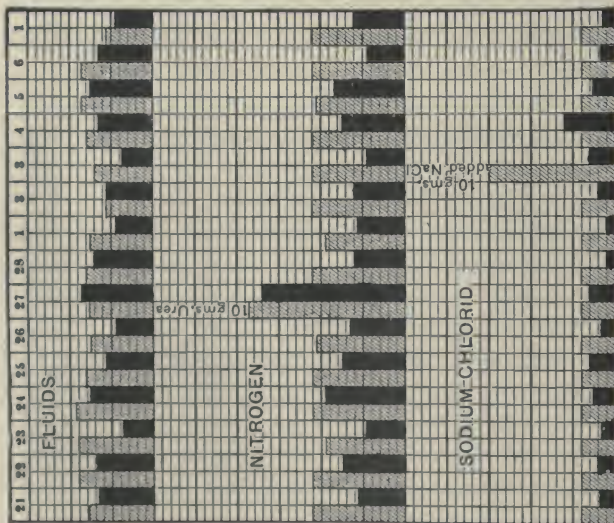 21 22 23 24 25 26 27 28 1 2 3 4 5 6 7
FLUIDS
NITROGEN
10 gms, Urea
SODIUM-CHLORID
10 gms,
added NaCl